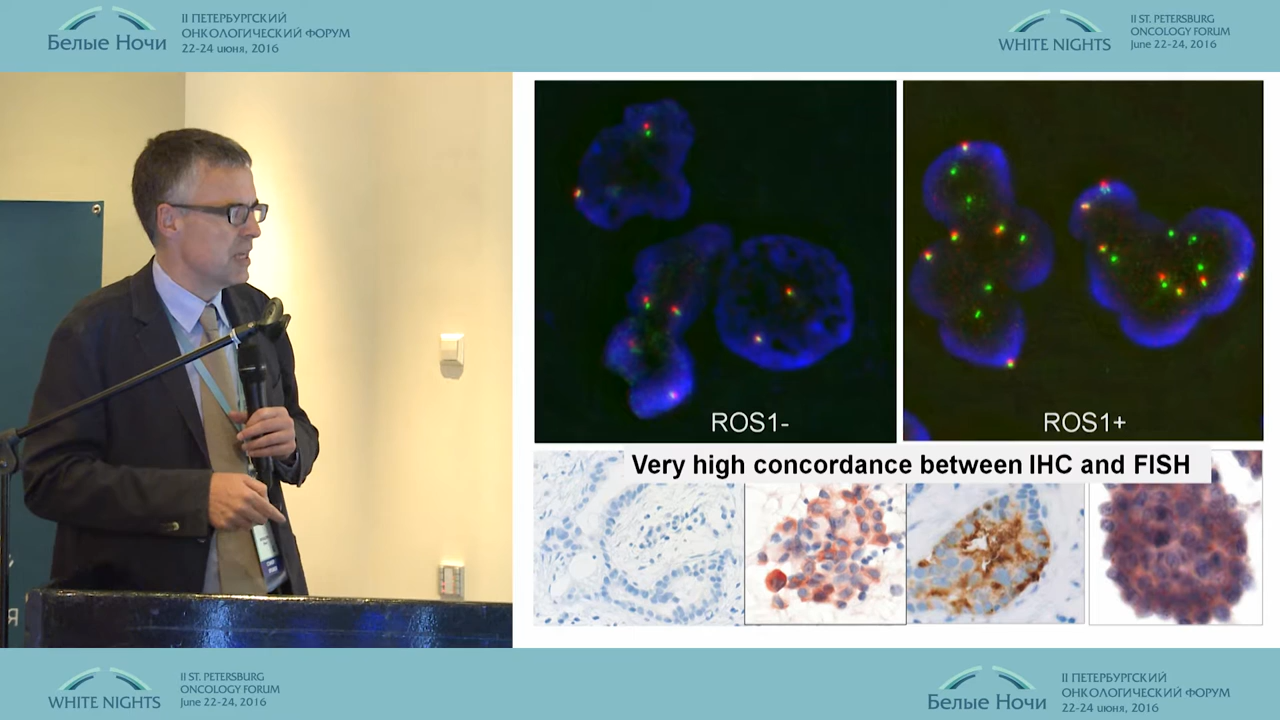 Белые Ночи
II ПЕТЕРБУРГСКИЙ
ОНКОЛОГИЧЕСКИЙ ФОРУМ
22-24 июня, 2016
WHITE NIGHTS
II ST. PETERSBURG
ONCOLOGY FORUM
June 22-24, 2016
ROS1-
ROS1+
Very high concordance between IHC and FISH
WHITE NIGHTS
II ST. PETERSBURG
ONCOLOGY FORUM
June 22-24, 2016
Белые Ночи
II ПЕТЕРБУРГСКИЙ
ОНКОЛОГИЧЕСКИЙ ФОРУМ
22-24 июня, 2016